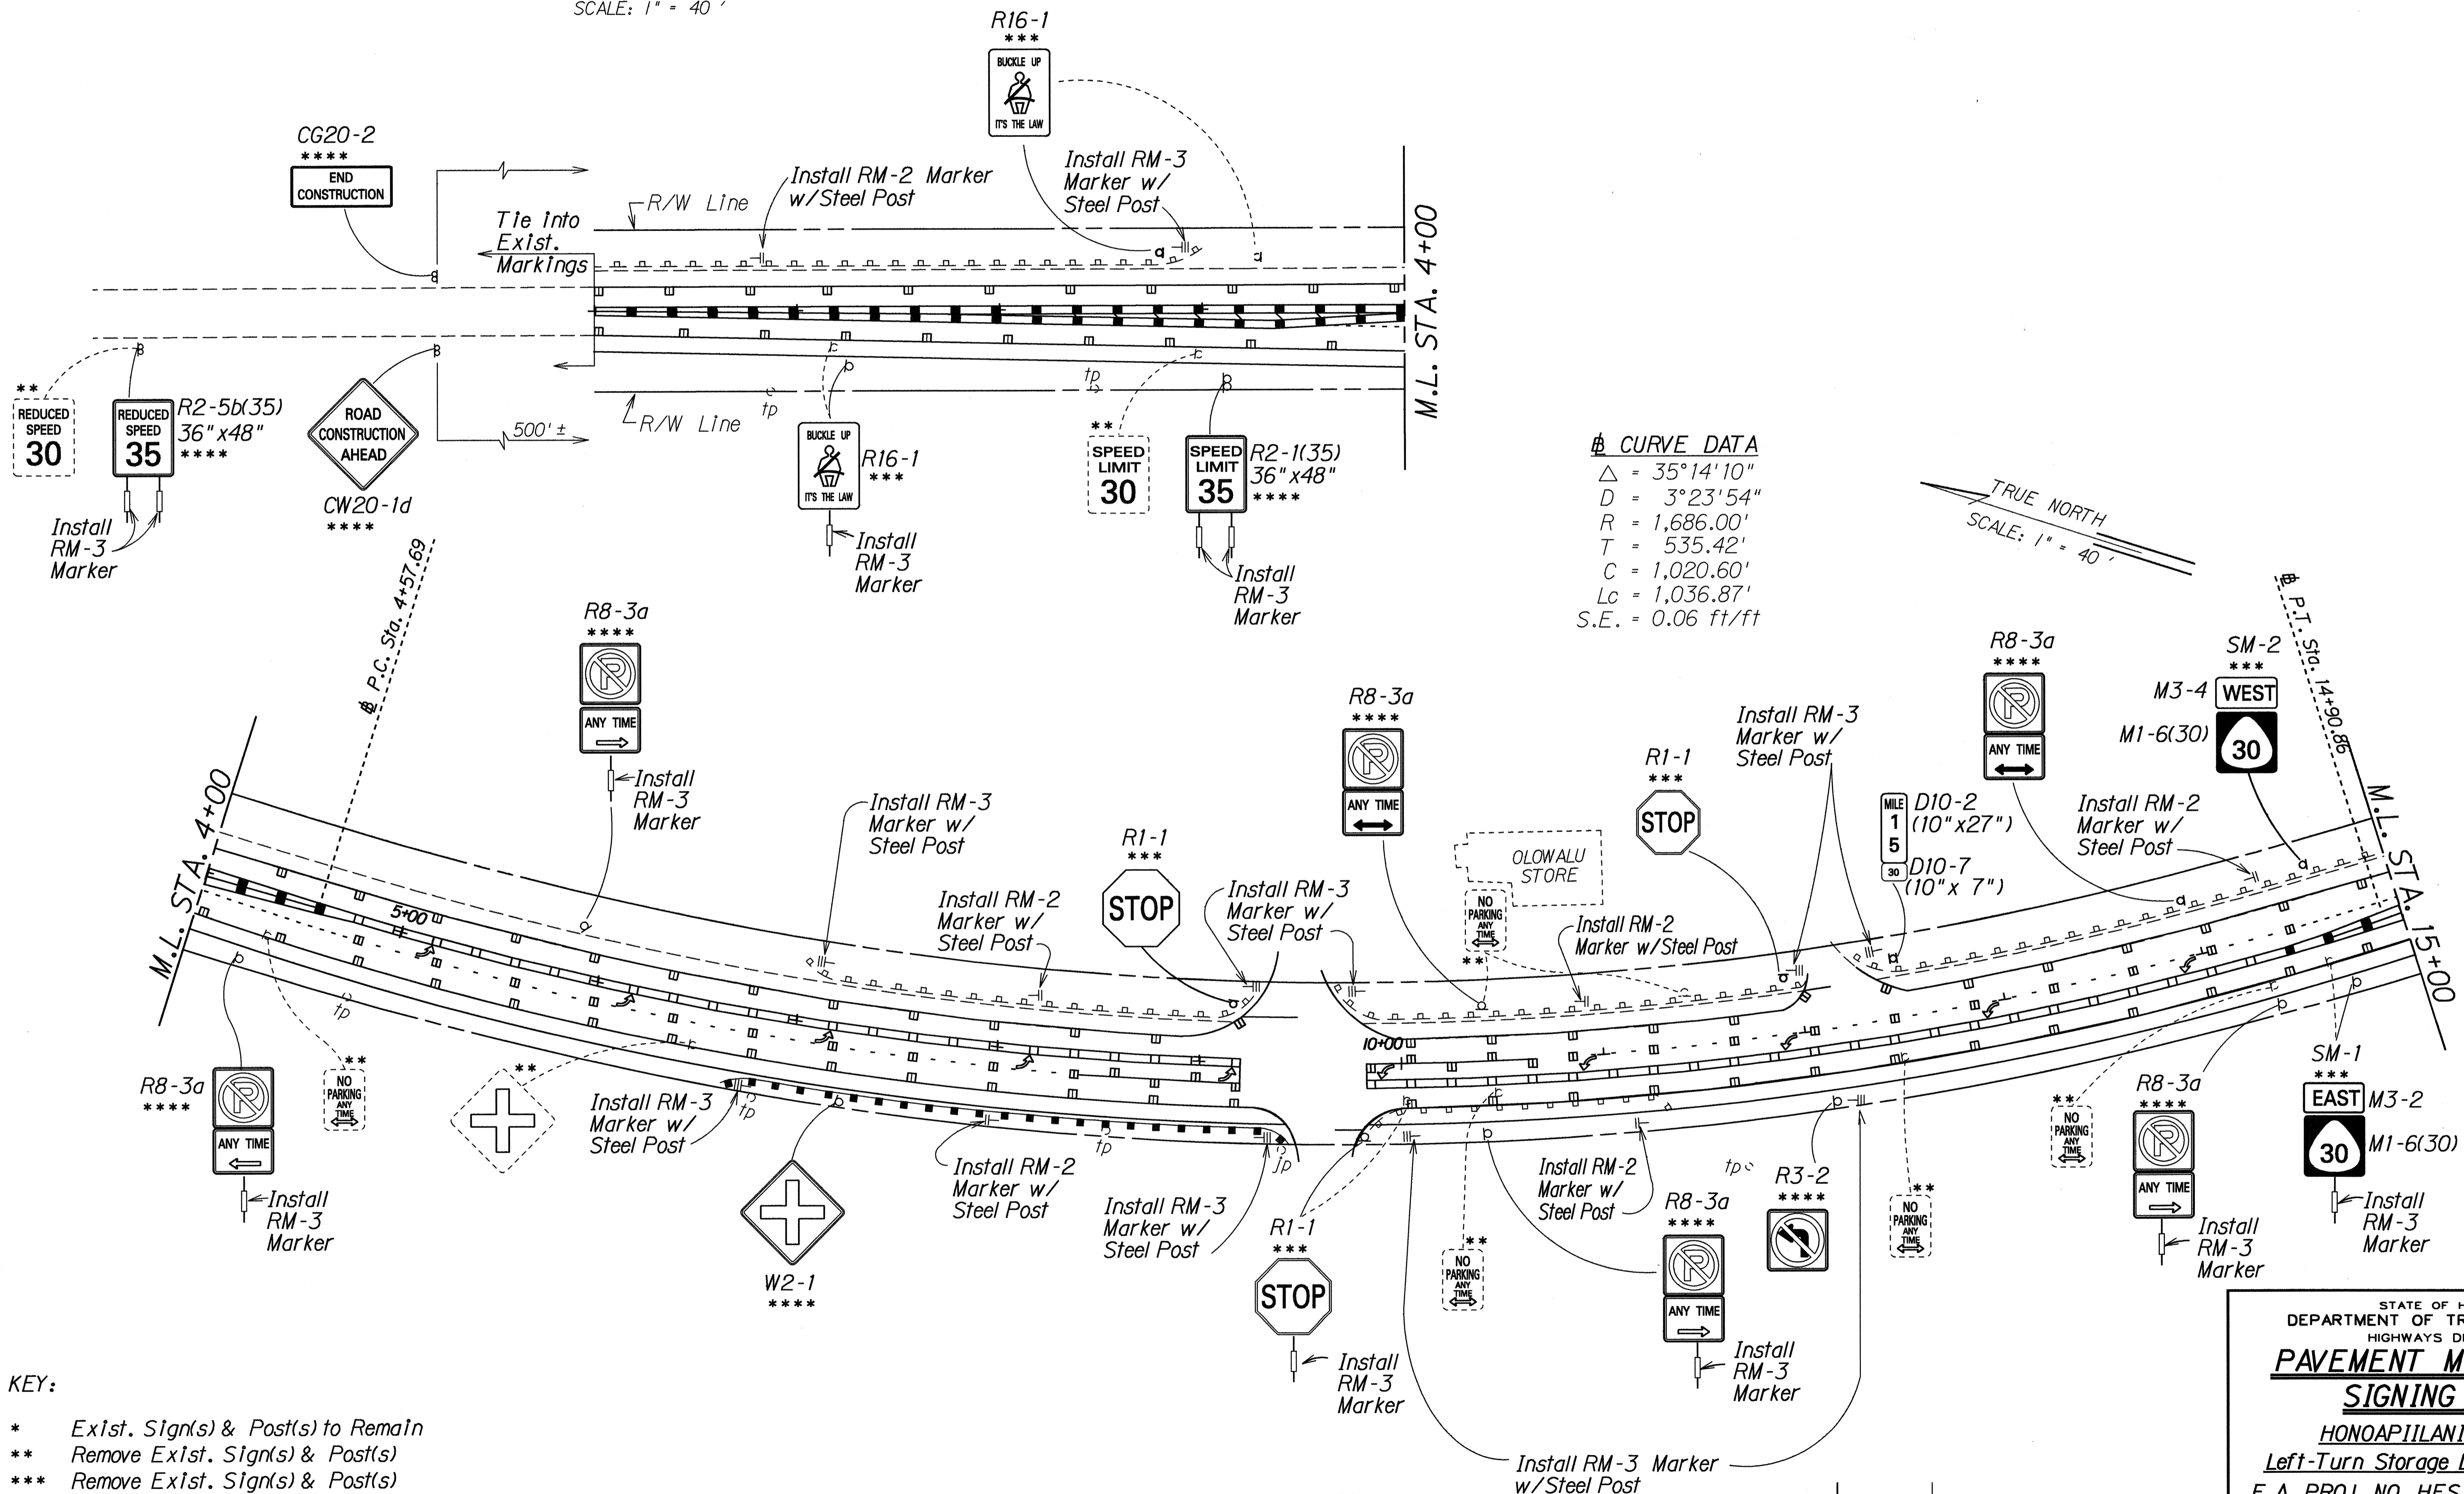 SCALE: 1" = 40 '
R16-1
***
BUCKLE UP
IT'S THE LAW
CG20-2
****
END
CONSTRUCTION
Install RM-2 Marker
w/Steel Post
Install RM-3
Marker w/
Steel Post
R/W Line
Tie into
Exist.
Markings
M.L. STA. 4+00
**
REDUCED
SPEED
30
REDUCED
SPEED
35
R2-5b(35)
36"x48"
****
Install
RM-3
Marker
ROAD
CONSTRUCTION
AHEAD
CW20-1d
****
500'±
R/W Line
tp
BUCKLE UP
IT'S THE LAW
R16-1
***
Install
RM-3
Marker
tp
**
SPEED
LIMIT
30
SPEED
LIMIT
35
R2-1(35)
36"x48"
****
Install
RM-3
Marker
℄ CURVE DATA
△ = 35°14'10"
D = 3°23'54"
R = 1,686.00'
T = 535.42'
C = 1,020.60'
Lc = 1,036.87'
S.E. = 0.06 ft/ft
TRUE NORTH
SCALE: 1" = 40 '
℄ P.C. Sta. 4+57.69
℄ P.T. Sta. 14+90.86
M.L. STA. 4+00
R8-3a
****
P
ANY TIME
Install
RM-3
Marker
Install RM-3
Marker w/
Steel Post
Install RM-2
Marker w/
Steel Post
R1-1
***
STOP
Install RM-3
Marker w/
Steel Post
R8-3a
****
P
ANY TIME
OLOWALU
STORE
NO
PARKING
ANY
TIME
**
Install RM-2
Marker w/Steel Post
R1-1
***
STOP
Install RM-3
Marker w/
Steel Post
MILE
1
5
D10-2
(10"x27")
30
D10-7
(10"x 7")
R8-3a
****
P
ANY TIME
SM-2
***
M3-4
WEST
M1-6(30)
30
Install RM-2
Marker w/
Steel Post
M.L. STA. 15+00
5+00
10+00
R8-3a
****
P
ANY TIME
Install
RM-3
Marker
tp
**
NO
PARKING
ANY
TIME
**
Install RM-3
Marker w/
Steel Post
tp
W2-1
****
Install RM-2
Marker w/
Steel Post
tp
Install RM-3
Marker w/
Steel Post
jp
R1-1
***
STOP
Install
RM-3
Marker
**
NO
PARKING
ANY
TIME
Install RM-2
Marker w/
Steel Post
R8-3a
****
P
ANY TIME
Install
RM-3
Marker
tp
R3-2
****
**
NO
PARKING
ANY
TIME
**
NO
PARKING
ANY
TIME
R8-3a
****
P
ANY TIME
Install
RM-3
Marker
SM-1
***
EAST
M3-2
30
M1-6(30)
Install
RM-3
Marker
Install RM-3 Marker
w/Steel Post
KEY:
* Exist. Sign(s) & Post(s) to Remain
** Remove Exist. Sign(s) & Post(s)
*** Remove Exist. Sign(s) & Post(s)
STATE OF H
DEPARTMENT OF TR
HIGHWAYS D
PAVEMENT M
SIGNING
HONOAPIILANI
Left-Turn Storage L
F.A. PROJ. NO. HES